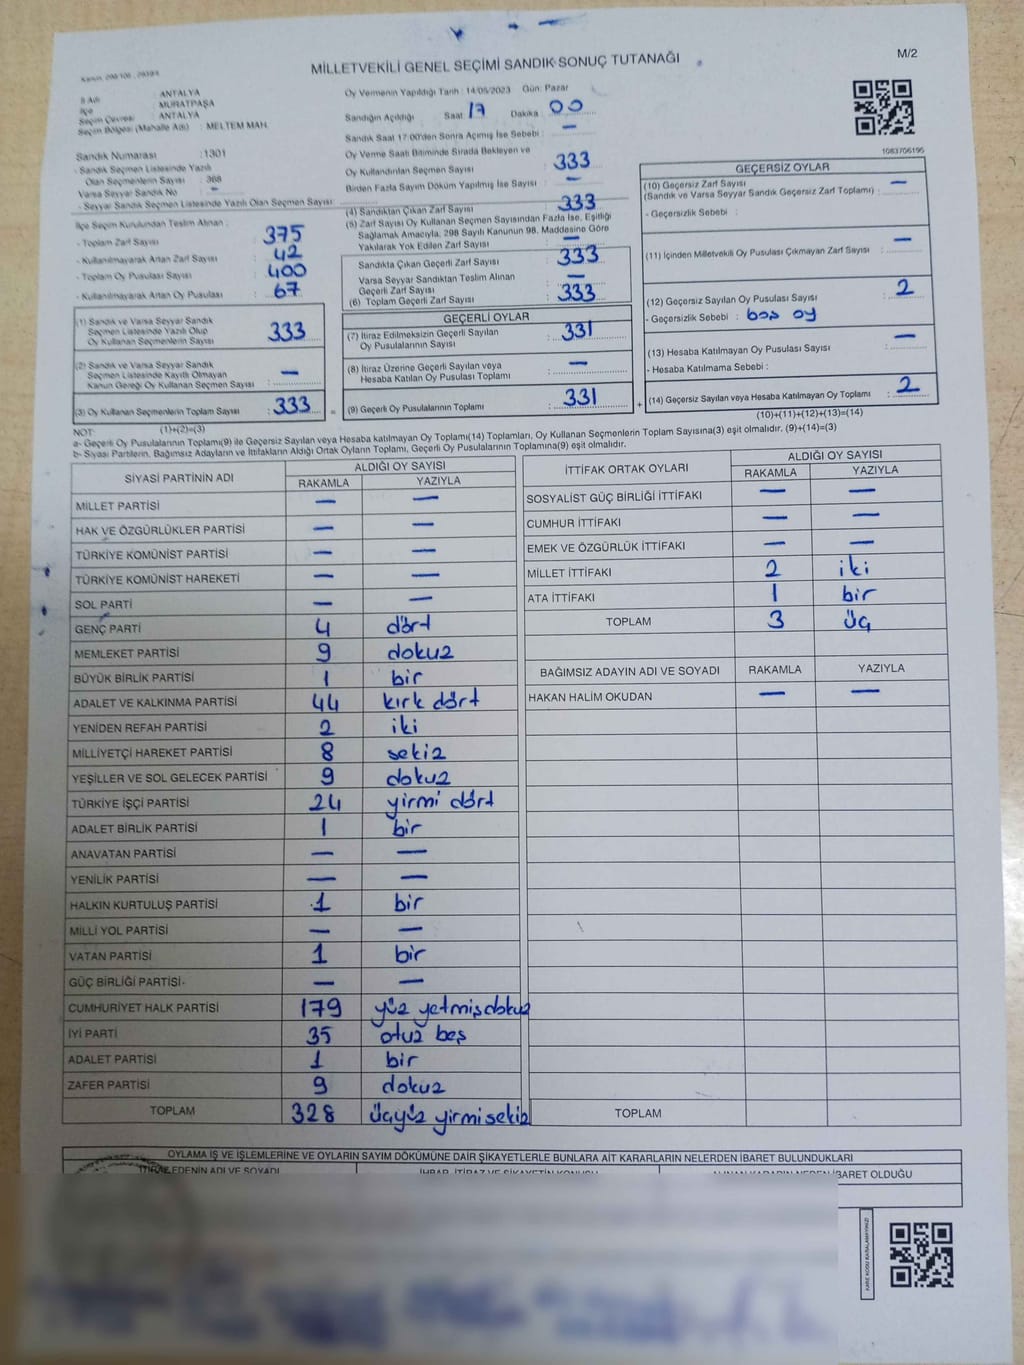 M/2
MİLLETVEKİLİ GENEL SEÇİMİ SANDIK SONUÇ TUTANAĞI
İl Adı : ANTALYA
İlçe : MURATPAŞA
Seçim Çevresi : ANTALYA
Seçim Bölgesi (Mahalle Adı) : MELTEM MAH.
Oy Vermenin Yapıldığı Tarih : 14/05/2023 Gün: Pazar
Sandığın Açıldığı Saat 17 Dakika 00
Sandık Saat 17:00'den Sonra Açımış İse Sebebi : —
Sandık Numarası : 1301
- Sandık Seçmen Listesinde Yazılı
Olan Seçmenlerin Sayısı : 368
Varsa Seyyar Sandık No : —
- Seyyar Sandık Seçmen Listesinde Yazılı Olan Seçmen Sayısı :
Oy Verme Saati Bitiminde Sırada Bekleyen ve
Oy Kullandırılan Seçmen Sayısı : 333
Birden Fazla Sayım Döküm Yapılmış İse Sayısı : —
1083706195
İlçe Seçim Kurulundan Teslim Alınan :
- Toplam Zarf Sayısı : 375
- Kullanılmayarak Artan Zarf Sayısı : 42
- Toplam Oy Pusulası Sayısı : 400
- Kullanılmayarak Artan Oy Pusulası : 67
(4) Sandıktan Çıkan Zarf Sayısı : 333
(5) Zarf Sayısı Oy Kullanan Seçmen Sayısından Fazla İse, Eşitliği
Sağlamak Amacıyla, 298 Sayılı Kanunun 98. Maddesine Göre
Yakılarak Yok Edilen Zarf Sayısı : —
Sandıkta Çıkan Geçerli Zarf Sayısı : 333
Varsa Seyyar Sandıktan Teslim Alınan
Geçerli Zarf Sayısı : —
(6) Toplam Geçerli Zarf Sayısı : 333
GEÇERSİZ OYLAR
(10) Geçersiz Zarf Sayısı
(Sandık ve Varsa Seyyar Sandık Geçersiz Zarf Toplamı) : —
- Geçersizlik Sebebi :
(11) İçinden Milletvekili Oy Pusulası Çıkmayan Zarf Sayısı : —
(12) Geçersiz Sayılan Oy Pusulası Sayısı : 2
- Geçersizlik Sebebi : boş oy
(13) Hesaba Katılmayan Oy Pusulası Sayısı : —
- Hesaba Katılmama Sebebi :
(14) Geçersiz Sayılan veya Hesaba Katılmayan Oy Toplamı : 2
(10)+(11)+(12)+(13)=(14)
(1) Sandık ve Varsa Seyyar Sandık
Seçmen Listesinde Yazılı Olup
Oy Kullanan Seçmenlerin Sayısı : 333
(2) Sandık ve Varsa Seyyar Sandık
Seçmen Listesinde Kayıtlı Olmayan
Kanun Gereği Oy Kullanan Seçmen Sayısı : —
(3) Oy Kullanan Seçmenlerin Toplam Sayısı : 333 =
(1)+(2)=(3)
GEÇERLİ OYLAR
(7) İtiraz Edilmeksizin Geçerli Sayılan
Oy Pusulalarının Sayısı : 331
(8) İtiraz Üzerine Geçerli Sayılan veya
Hesaba Katılan Oy Pusulası Toplamı : —
(9) Geçerli Oy Pusulalarının Toplamı : 331 +
NOT:
a- Geçerli Oy Pusulalarının Toplamı(9) ile Geçersiz Sayılan veya Hesaba katılmayan Oy Toplamı(14) Toplamları, Oy Kullanan Seçmenlerin Toplam Sayısına(3) eşit olmalıdır. (9)+(14)=(3)
b- Siyasi Partilerin, Bağımsız Adayların ve İttifakların Aldığı Ortak Oyların Toplamı, Geçerli Oy Pusulalarının Toplamına(9) eşit olmalıdır.
SİYASİ PARTİNİN ADI ALDIĞI OY SAYISI
RAKAMLA YAZIYLA
MİLLET PARTİSİ — —
HAK VE ÖZGÜRLÜKLER PARTİSİ — —
TÜRKİYE KOMÜNİST PARTİSİ — —
TÜRKİYE KOMÜNİST HAREKETİ — —
SOL PARTİ — —
GENÇ PARTİ 4 dört
MEMLEKET PARTİSİ 9 dokuz
BÜYÜK BİRLİK PARTİSİ 1 bir
ADALET VE KALKINMA PARTİSİ 44 kırk dört
YENİDEN REFAH PARTİSİ 2 iki
MİLLİYETÇİ HAREKET PARTİSİ 8 sekiz
YEŞİLLER VE SOL GELECEK PARTİSİ 9 dokuz
TÜRKİYE İŞÇİ PARTİSİ 24 yirmi dört
ADALET BİRLİK PARTİSİ 1 bir
ANAVATAN PARTİSİ — —
YENİLİK PARTİSİ — —
HALKIN KURTULUŞ PARTİSİ 1 bir
MİLLİ YOL PARTİSİ — —
VATAN PARTİSİ 1 bir
GÜÇ BİRLİĞİ PARTİSİ — —
CUMHURİYET HALK PARTİSİ 179 yüz yetmiş dokuz
İYİ PARTİ 35 otuz beş
ADALET PARTİSİ 1 bir
ZAFER PARTİSİ 9 dokuz
TOPLAM 328 üçyüz yirmi sekiz
İTTİFAK ORTAK OYLARI ALDIĞI OY SAYISI
RAKAMLA YAZIYLA
SOSYALİST GÜÇ BİRLİĞİ İTTİFAKI — —
CUMHUR İTTİFAKI — —
EMEK VE ÖZGÜRLÜK İTTİFAKI — —
MİLLET İTTİFAKI 2 iki
ATA İTTİFAKI 1 bir
TOPLAM 3 üç
BAĞIMSIZ ADAYIN ADI VE SOYADI RAKAMLA YAZIYLA
HAKAN HALİM OKUDAN — —
TOPLAM
OYLAMA İŞ VE İŞLEMLERİNE VE OYLARIN SAYIM DÖKÜMÜNE DAİR ŞİKAYETLERLE BUNLARA AİT KARARLARIN NELERDEN İBARET BULUNDUKLARI
İTİRAZ EDENİN ADI VE SOYADI İHBAR, İTİRAZ VE ŞİKAYETİN KONUSU ALINAN KARARIN NEDEN İBARET OLDUĞU
KARE KODU KARALAMAYINIZ!